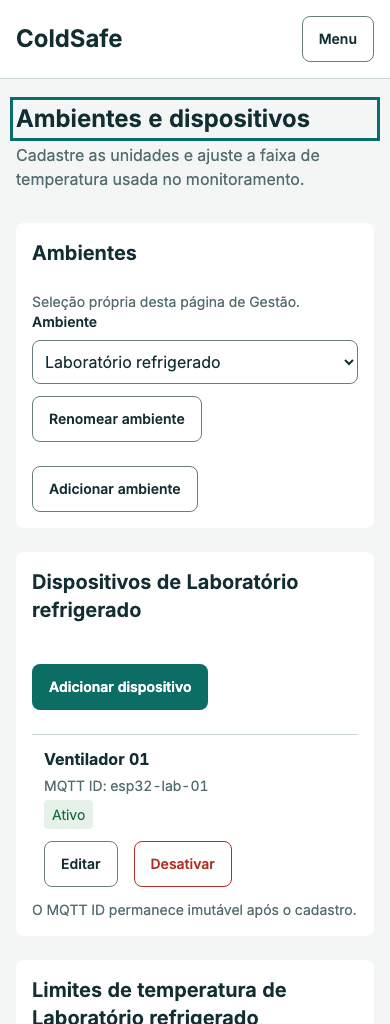 ColdSafe
Menu
Ambientes e dispositivos
Cadastre as unidades e ajuste a faixa de
temperatura usada no monitoramento.
Ambientes
Seleção própria desta página de Gestão.
Ambiente
Laboratório refrigerado
Renomear ambiente
Adicionar ambiente
Dispositivos de Laboratório
refrigerado
Adicionar dispositivo
Ventilador 01
MQTT ID: esp32-lab-01
Ativo
Editar
Desativar
O MQTT ID permanece imutável após o cadastro.
Limites de temperatura de
Laboratório refrigerado